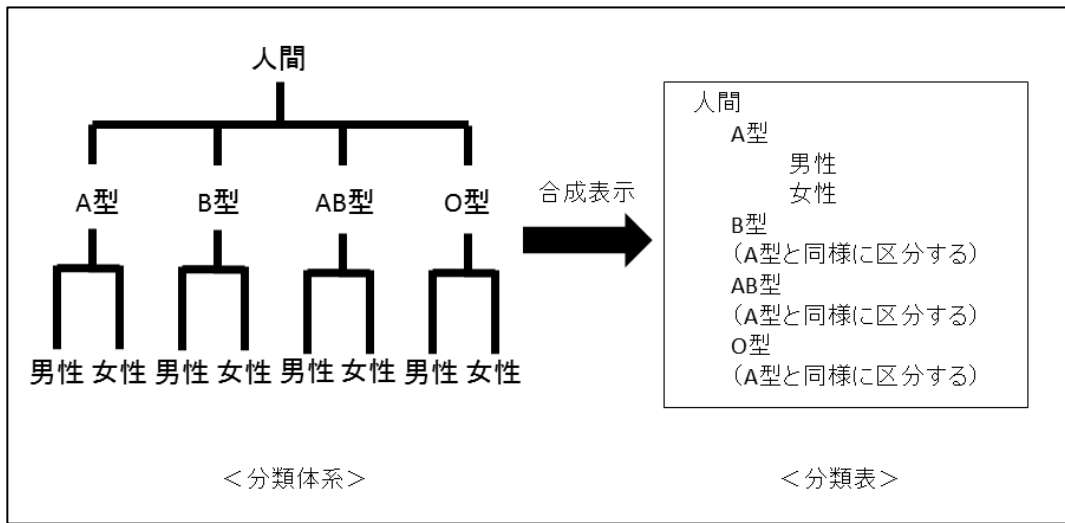 人間
A型 B型 AB型 O型
男性 女性 男性 女性 男性 女性 男性 女性
<分類体系>
合成表示
人間
A型
男性
女性
B型
(A型と同様に区分する)
AB型
(A型と同様に区分する)
O型
(A型と同様に区分する)
<分類表>